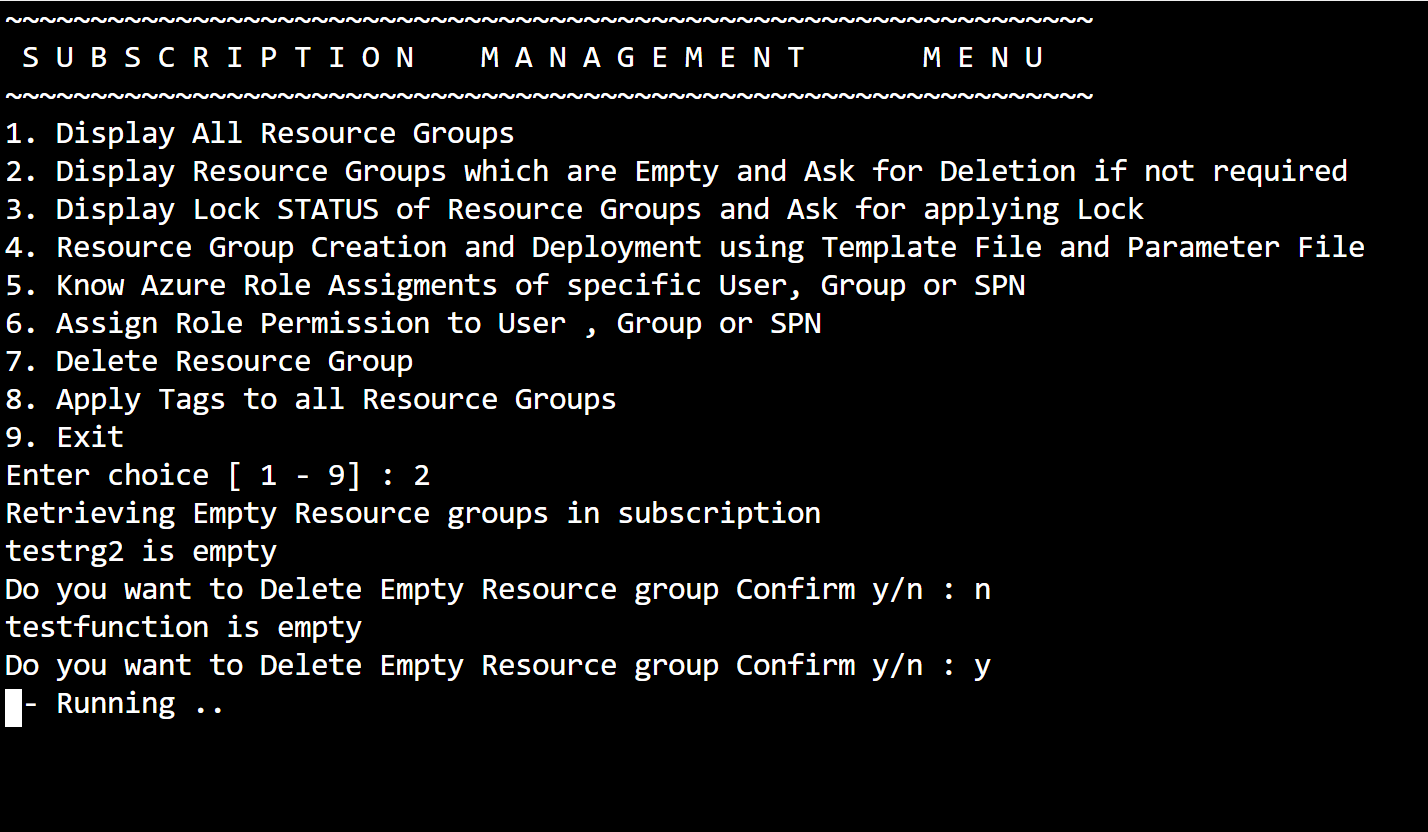 ~~~~~~~~~~~~~~~~~~~~~~~~~~~~~~~~~~~~~~~~~~~~~~~~~~~~~~~~~~~~~~~~
S U B S C R I P T I O N   M A N A G E M E N T      M E N U
~~~~~~~~~~~~~~~~~~~~~~~~~~~~~~~~~~~~~~~~~~~~~~~~~~~~~~~~~~~~~~~~
1. Display All Resource Groups
2. Display Resource Groups which are Empty and Ask for Deletion if not required
3. Display Lock STATUS of Resource Groups and Ask for applying Lock
4. Resource Group Creation and Deployment using Template File and Parameter File
5. Know Azure Role Assigments of specific User, Group or SPN
6. Assign Role Permission to User , Group or SPN
7. Delete Resource Group
8. Apply Tags to all Resource Groups
9. Exit
Enter choice [ 1 - 9] : 2
Retrieving Empty Resource groups in subscription
testrg2 is empty
Do you want to Delete Empty Resource group Confirm y/n : n
testfunction is empty
Do you want to Delete Empty Resource group Confirm y/n : y
- Running ..